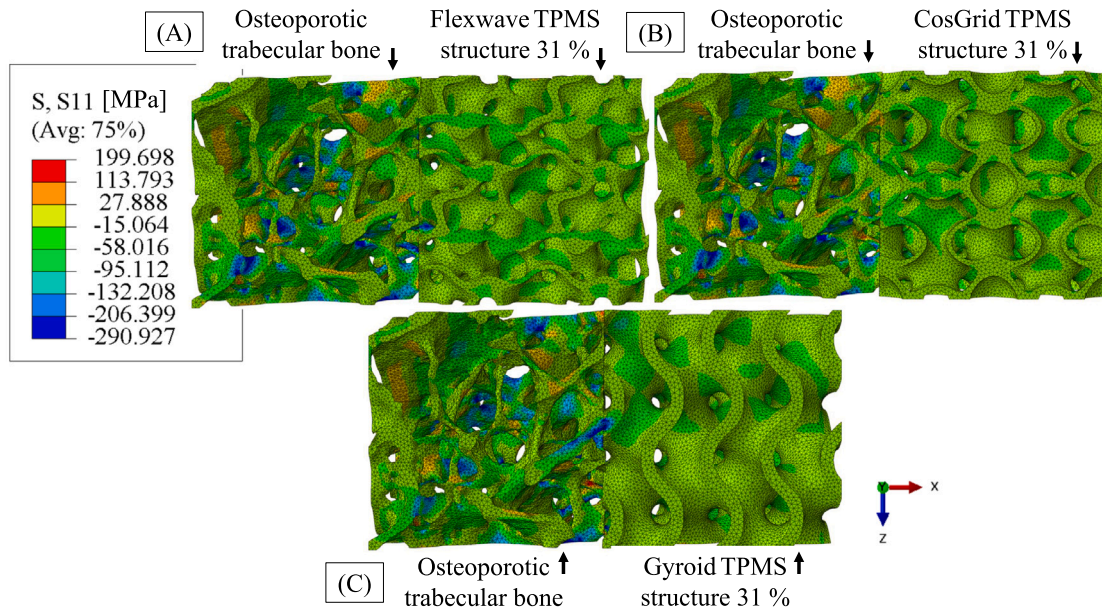 (A)
Osteoporotic
trabecular bone
Flexwave TPMS
structure 31 %
(B)
Osteoporotic
trabecular bone
CosGrid TPMS
structure 31 %
S, S11 [MPa]
(Avg: 75%)
199.698
113.793
27.888
-15.064
-58.016
-95.112
-132.208
-206.399
-290.927
Y
X
Z
(C)
Osteoporotic
trabecular bone
Gyroid TPMS
structure 31 %